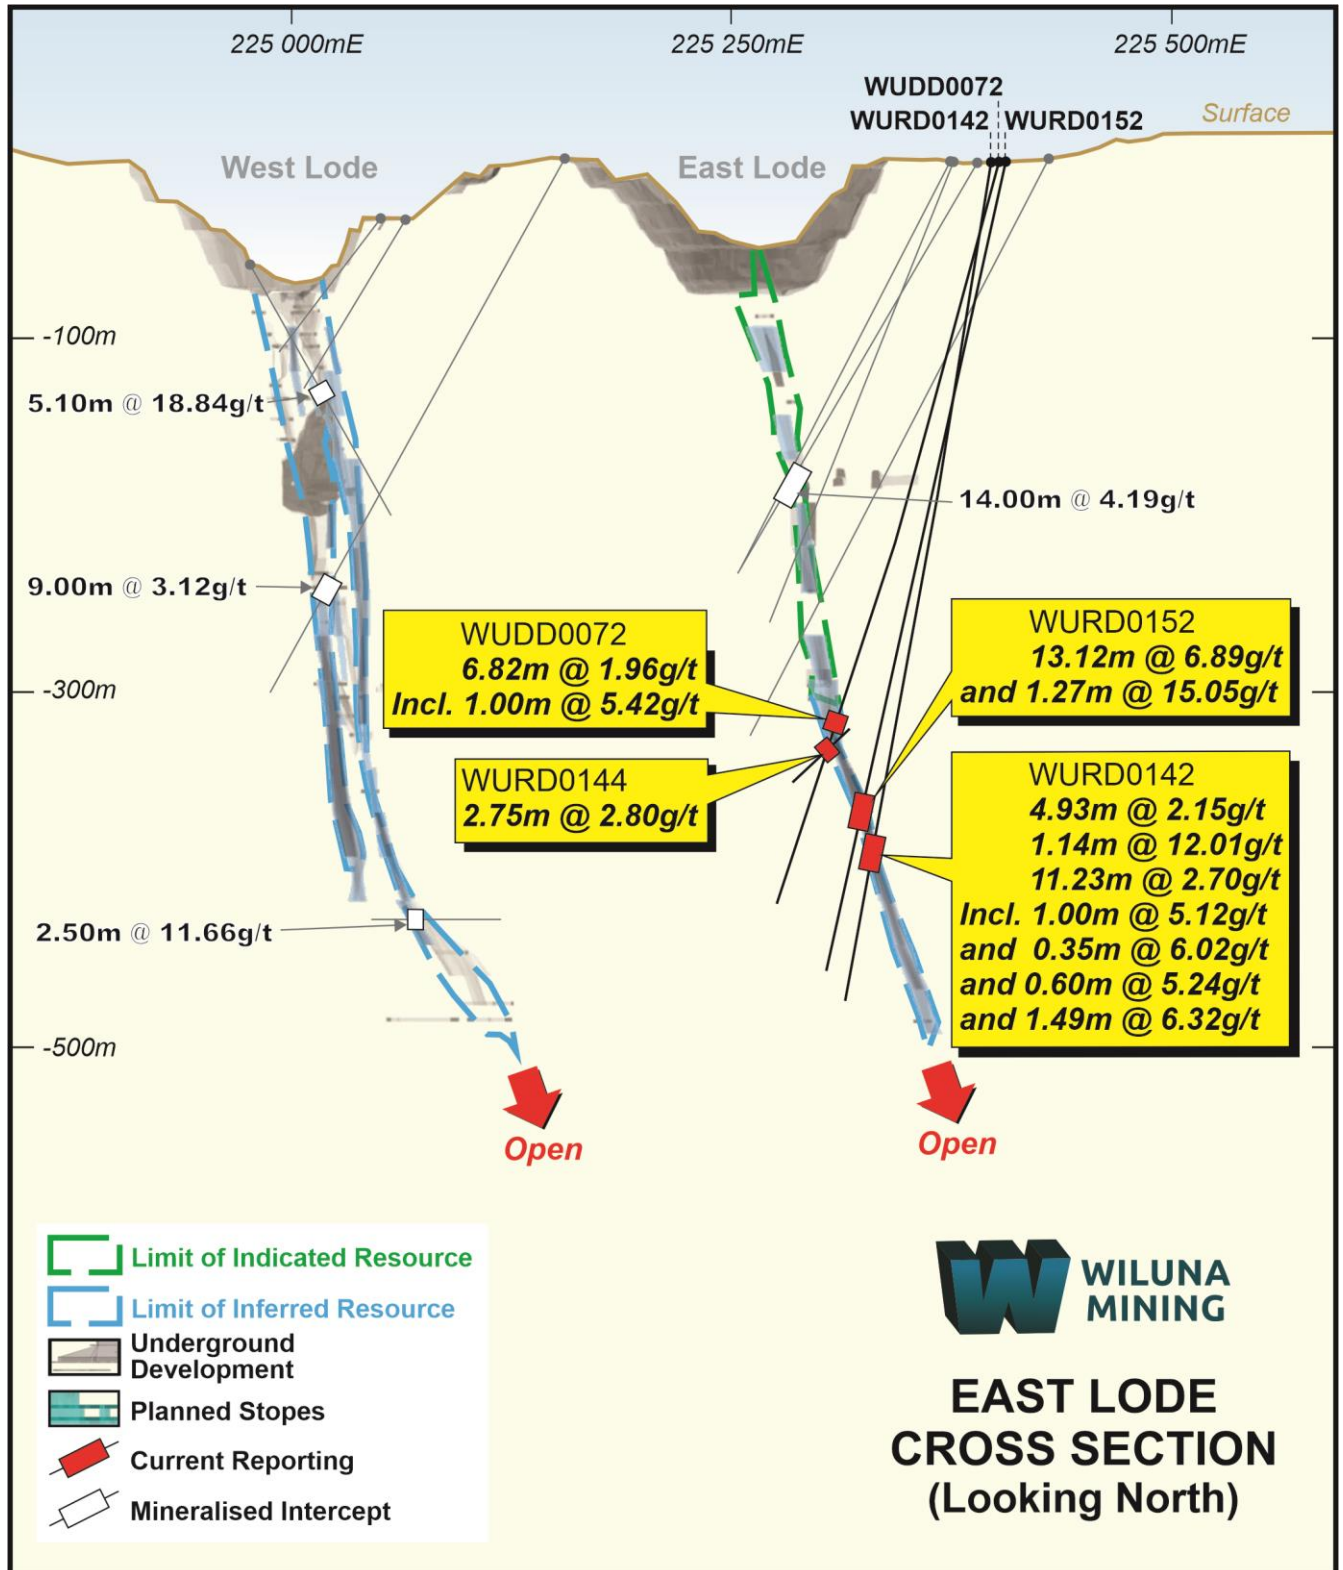 225 000mE
225 250mE
225 500mE
WUDD0072
WURD0142
WURD0152
Surface
West Lode
East Lode
-100m
5.10m @ 18.84g/t
14.00m @ 4.19g/t
9.00m @ 3.12g/t
WUDD0072
6.82m @ 1.96g/t
Incl. 1.00m @ 5.42g/t
WURD0152
13.12m @ 6.89g/t
and 1.27m @ 15.05g/t
-300m
WURD0144
2.75m @ 2.80g/t
WURD0142
4.93m @ 2.15g/t
1.14m @ 12.01g/t
11.23m @ 2.70g/t
Incl. 1.00m @ 5.12g/t
and 0.35m @ 6.02g/t
and 0.60m @ 5.24g/t
and 1.49m @ 6.32g/t
2.50m @ 11.66g/t
-500m
Open
Open
Limit of Indicated Resource
Limit of Inferred Resource
Underground
Development
Planned Stopes
Current Reporting
Mineralised Intercept
WILUNA
MINING
EAST LODE
CROSS SECTION
(Looking North)